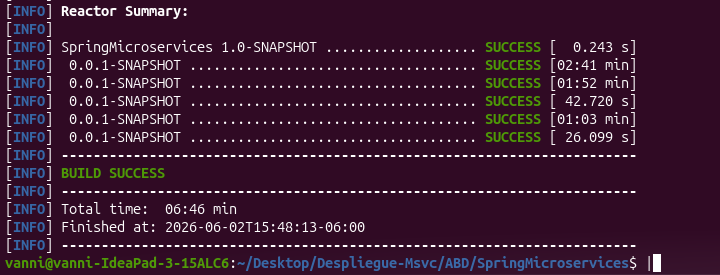 [INFO] Reactor Summary:
[INFO]
[INFO] SpringMicroservices 1.0-SNAPSHOT ................... SUCCESS [  0.243 s]
[INFO]  0.0.1-SNAPSHOT .................................... SUCCESS [02:41 min]
[INFO]  0.0.1-SNAPSHOT .................................... SUCCESS [01:52 min]
[INFO]  0.0.1-SNAPSHOT .................................... SUCCESS [ 42.720 s]
[INFO]  0.0.1-SNAPSHOT .................................... SUCCESS [01:03 min]
[INFO]  0.0.1-SNAPSHOT .................................... SUCCESS [ 26.099 s]
[INFO] ------------------------------------------------------------------------
[INFO] BUILD SUCCESS
[INFO] ------------------------------------------------------------------------
[INFO] Total time:  06:46 min
[INFO] Finished at: 2026-06-02T15:48:13-06:00
[INFO] ------------------------------------------------------------------------
vanni@vanni-IdeaPad-3-15ALC6:~/Desktop/Despliegue-Msvc/ABD/SpringMicroservices$ |